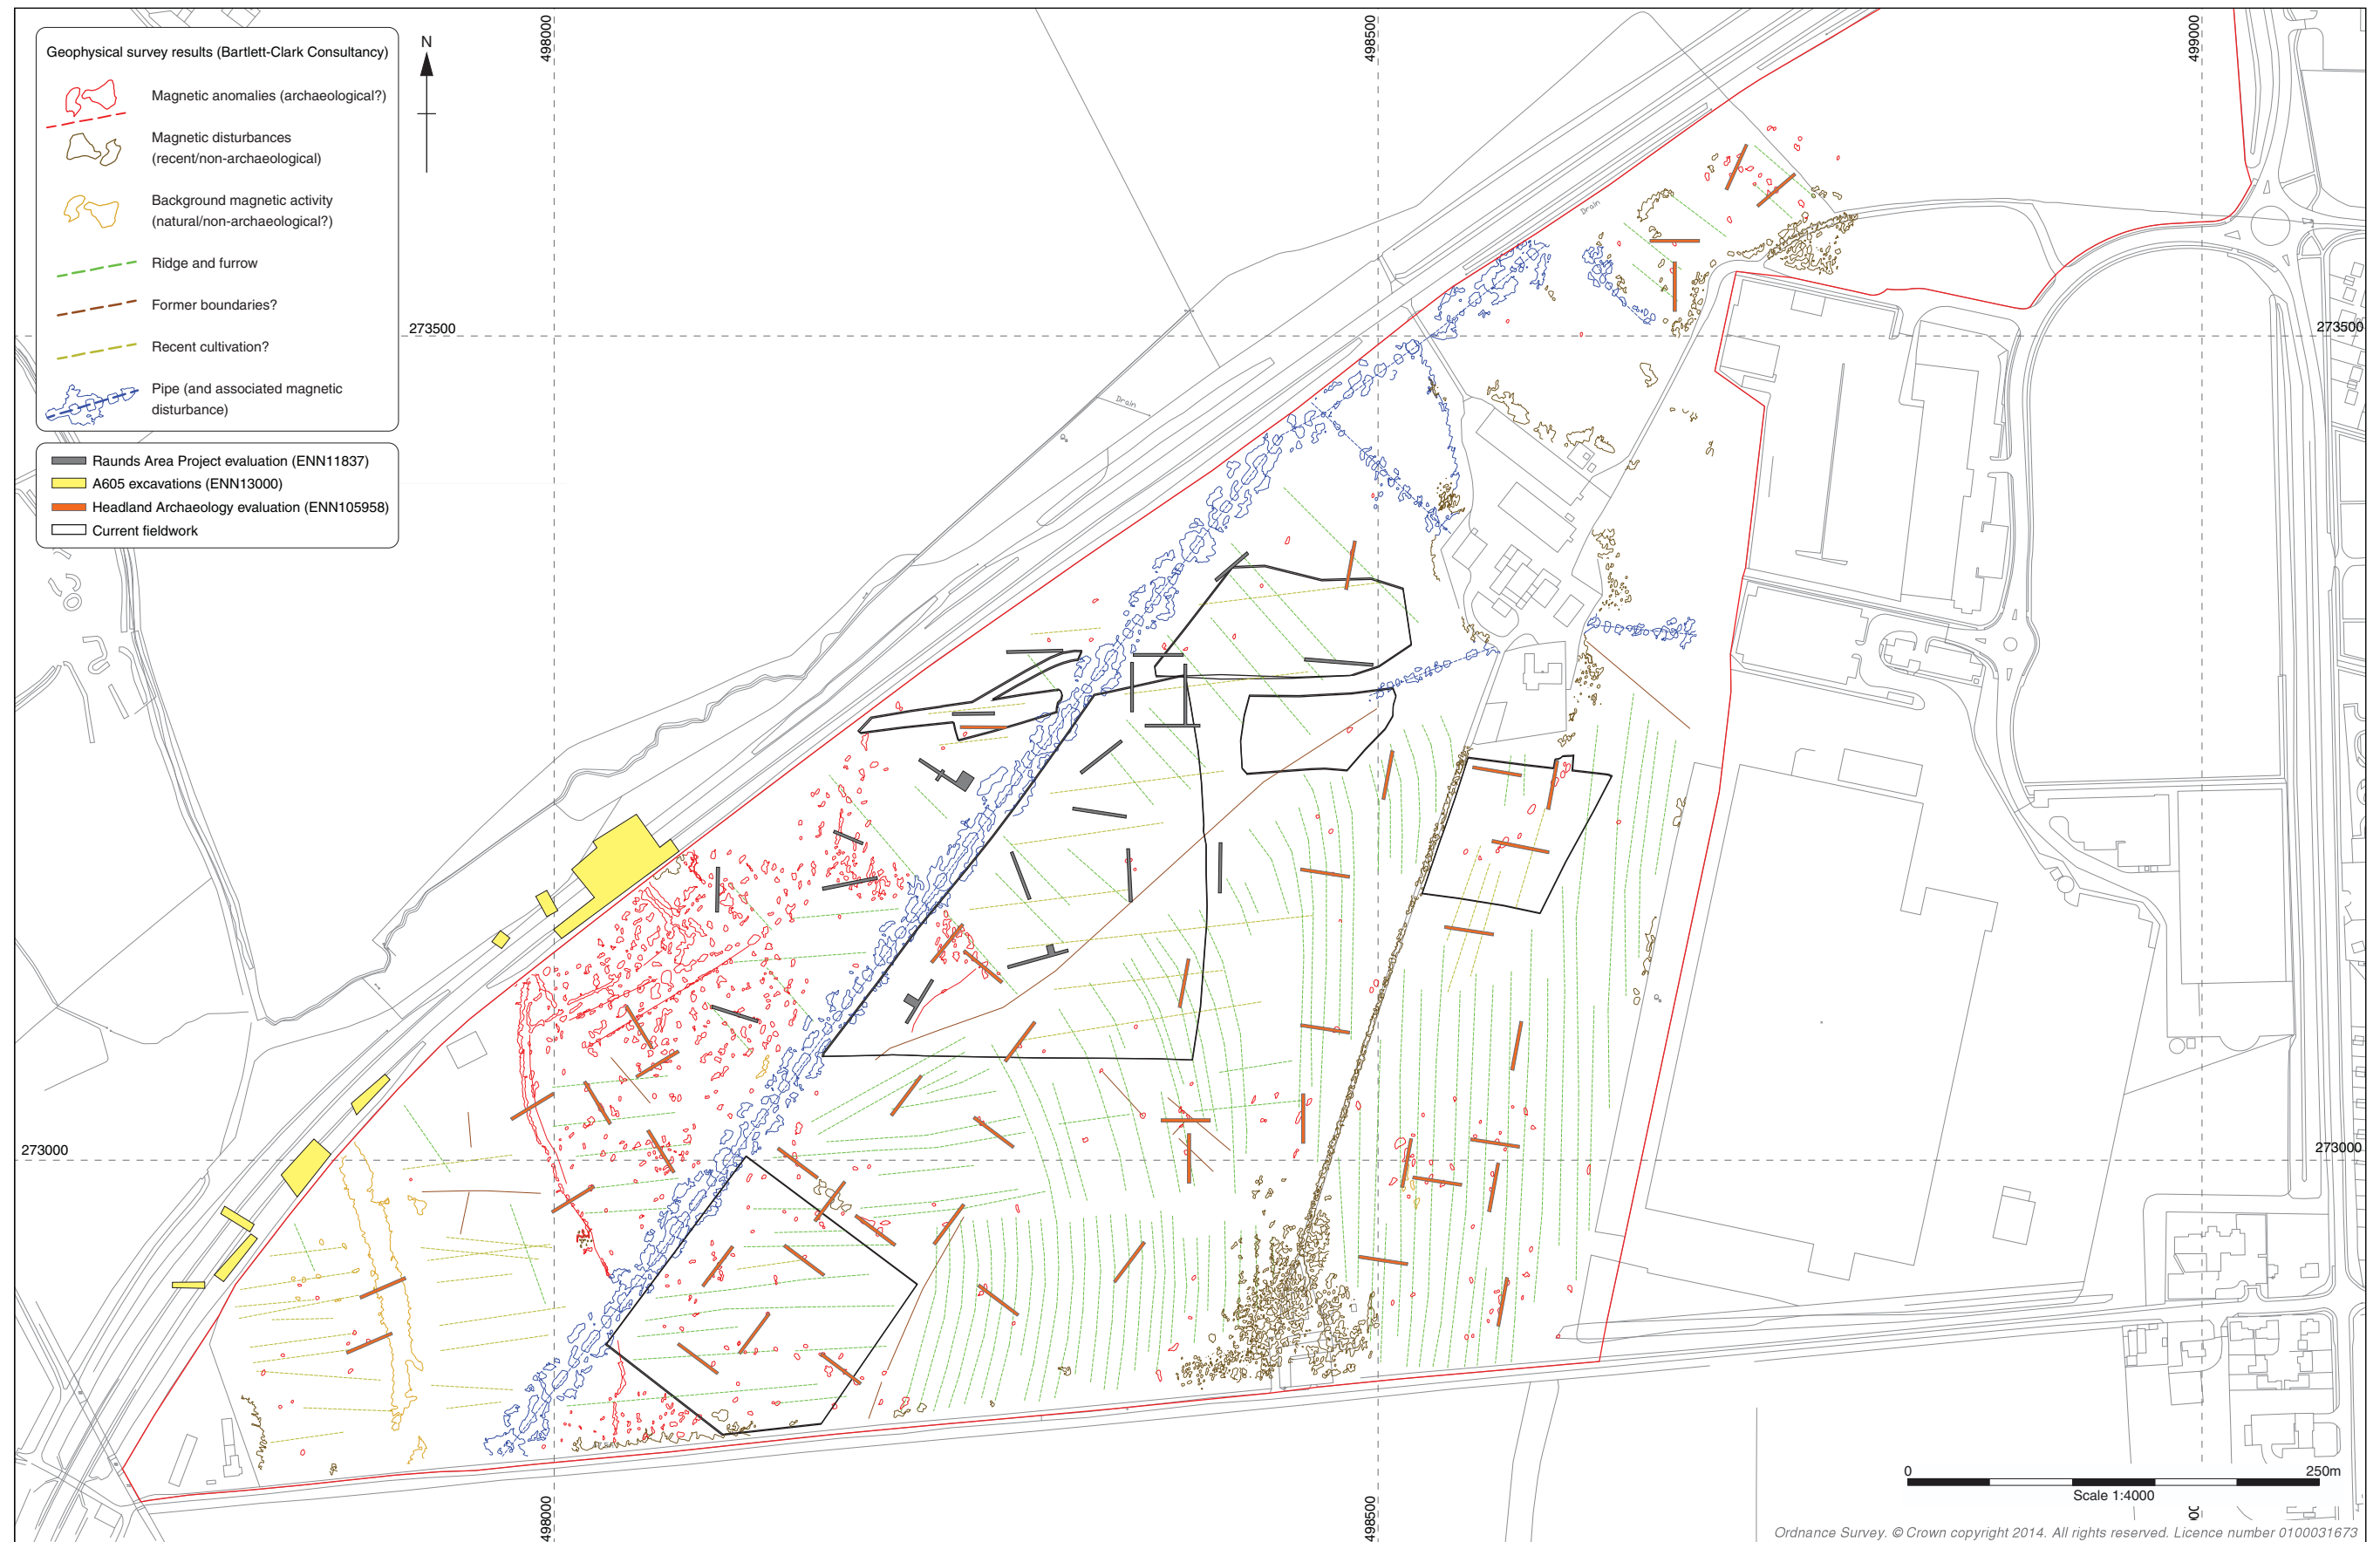 Geophysical survey results (Bartlett-Clark Consultancy)
Magnetic anomalies (archaeological?)
Magnetic disturbances
(recent/non-archaeological)
Background magnetic activity
(natural/non-archaeological?)
Ridge and furrow
Former boundaries?
Recent cultivation?
Pipe (and associated magnetic
disturbance)
Raunds Area Project evaluation (ENN11837)
A605 excavations (ENN13000)
Headland Archaeology evaluation (ENN105958)
Current fieldwork
N
498000
498500
499000
Drain
273500
273500
Drain
273000
273000
498000
498500
0
250m
Scale 1:4000
Ordnance Survey. © Crown copyright 2014. All rights reserved. Licence number 0100031673